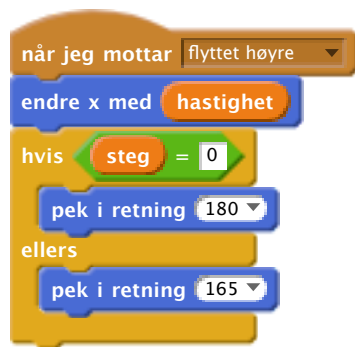 når jeg mottar flyttet høyre
endre x med hastighet
hvis steg = 0
pek i retning 180
ellers
pek i retning 165